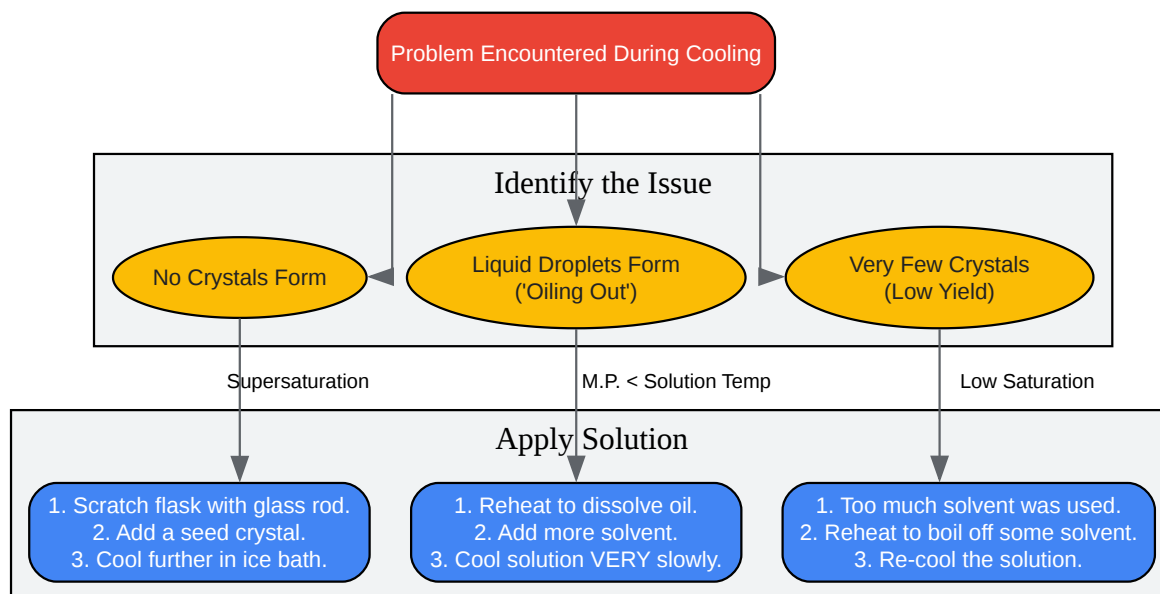 Problem Encountered During Cooling
Identify the Issue
No Crystals Form
Liquid Droplets Form
('Oiling Out')
Very Few Crystals
(Low Yield)
Supersaturation
M.P. < Solution Temp
Low Saturation
Apply Solution
1. Scratch flask with glass rod.
2. Add a seed crystal.
3. Cool further in ice bath.
1. Reheat to dissolve oil.
2. Add more solvent.
3. Cool solution VERY slowly.
1. Too much solvent was used.
2. Reheat to boil off some solvent.
3. Re-cool the solution.